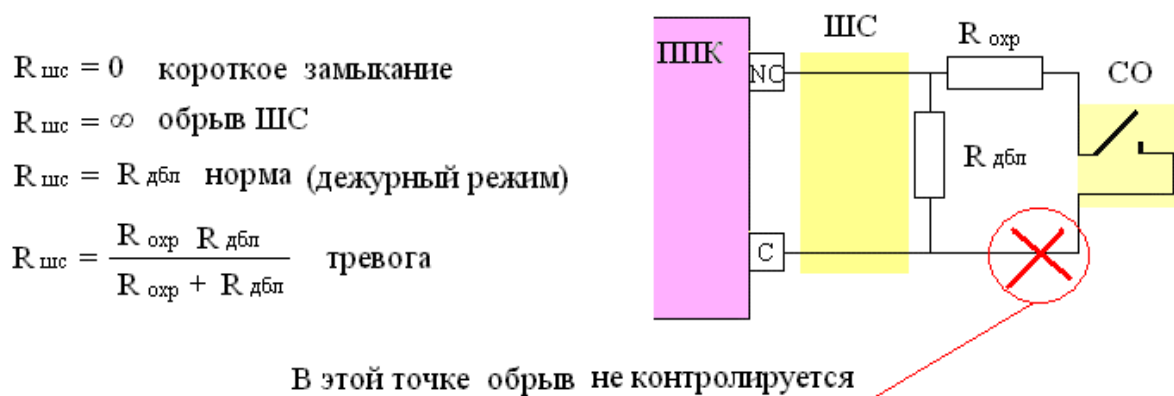 R шс = 0 короткое замыкание
R шс = ∞ обрыв ШС
R шс = R дбл норма (дежурный режим)
R шс = R охр R дбл / R охр + R дбл тревога
ППК
ШС
R охр
NC
СО
R дбл
C
В этой точке обрыв не контролируется